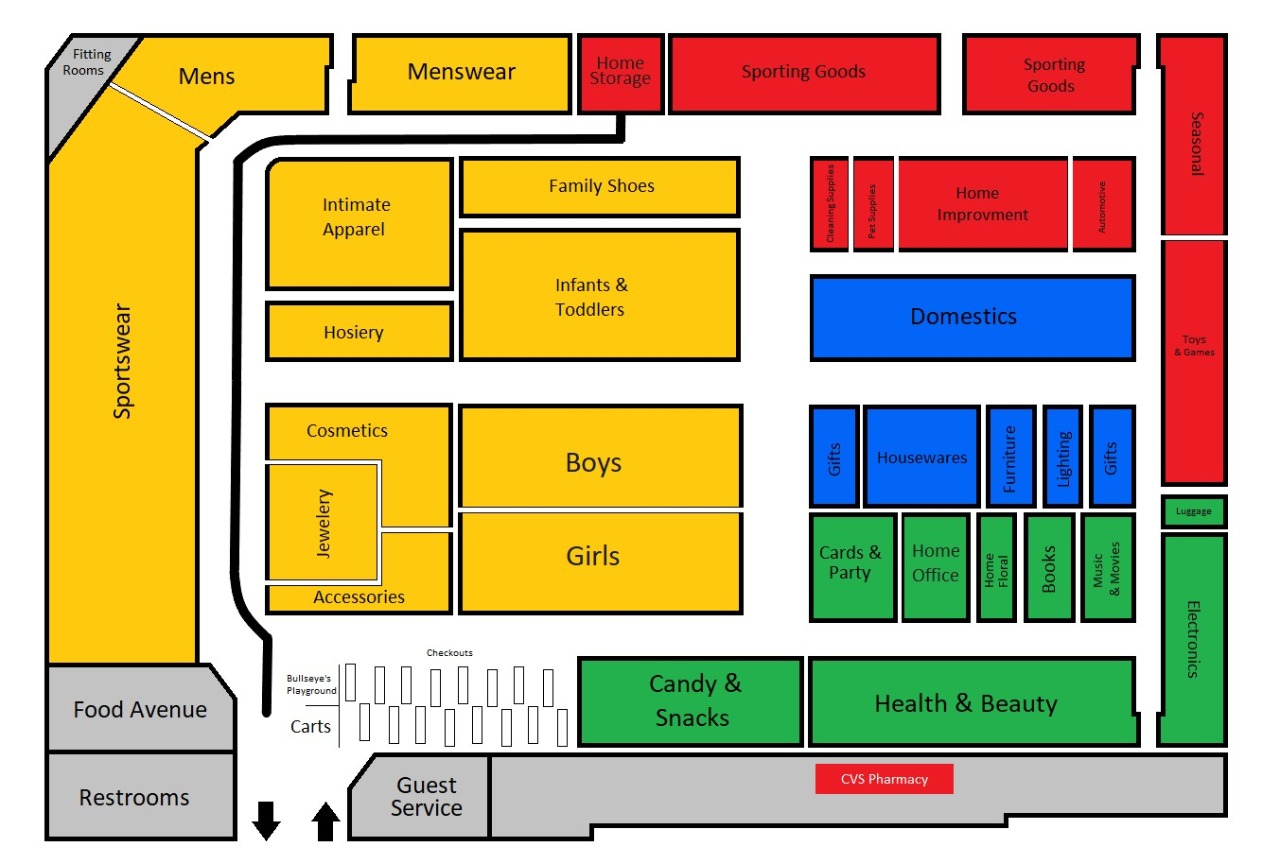 Fitting
Rooms
Mens
Menswear
Home
Storage
Sporting Goods
Sporting
Goods
Seasonal
Intimate
Apparel
Family Shoes
Cleaning Supplies
Pet Supplies
Home
Improvment
Automotive
Infants &
Toddlers
Hosiery
Domestics
Toys
& Games
Sportswear
Cosmetics
Boys
Gifts
Housewares
Furniture
Lighting
Gifts
Jewelery
Girls
Accessories
Cards &
Party
Home
Office
Home
Floral
Books
Music
& Movies
Luggage
Electronics
Checkouts
Bullseye's
Playground
Carts
Candy &
Snacks
Health & Beauty
Food Avenue
Restrooms
Guest
Service
CVS Pharmacy